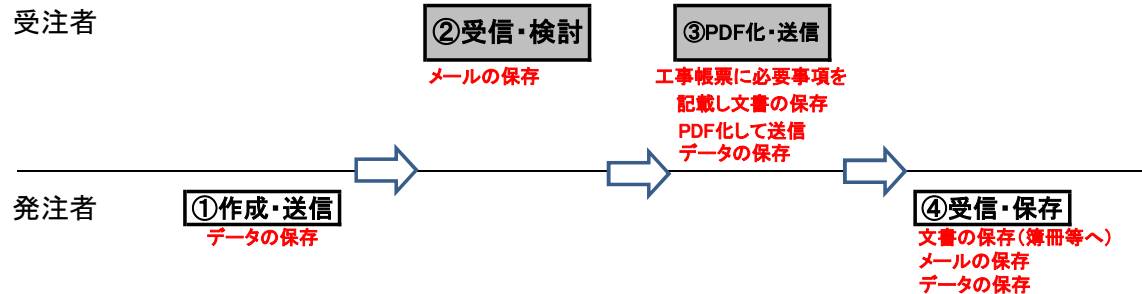 受注者
②受信・検討
メールの保存
③PDF化・送信
工事帳票に必要事項を
記載し文書の保存
PDF化して送信
データの保存
発注者
①作成・送信
データの保存
④受信・保存
文書の保存(簿冊等へ)
メールの保存
データの保存